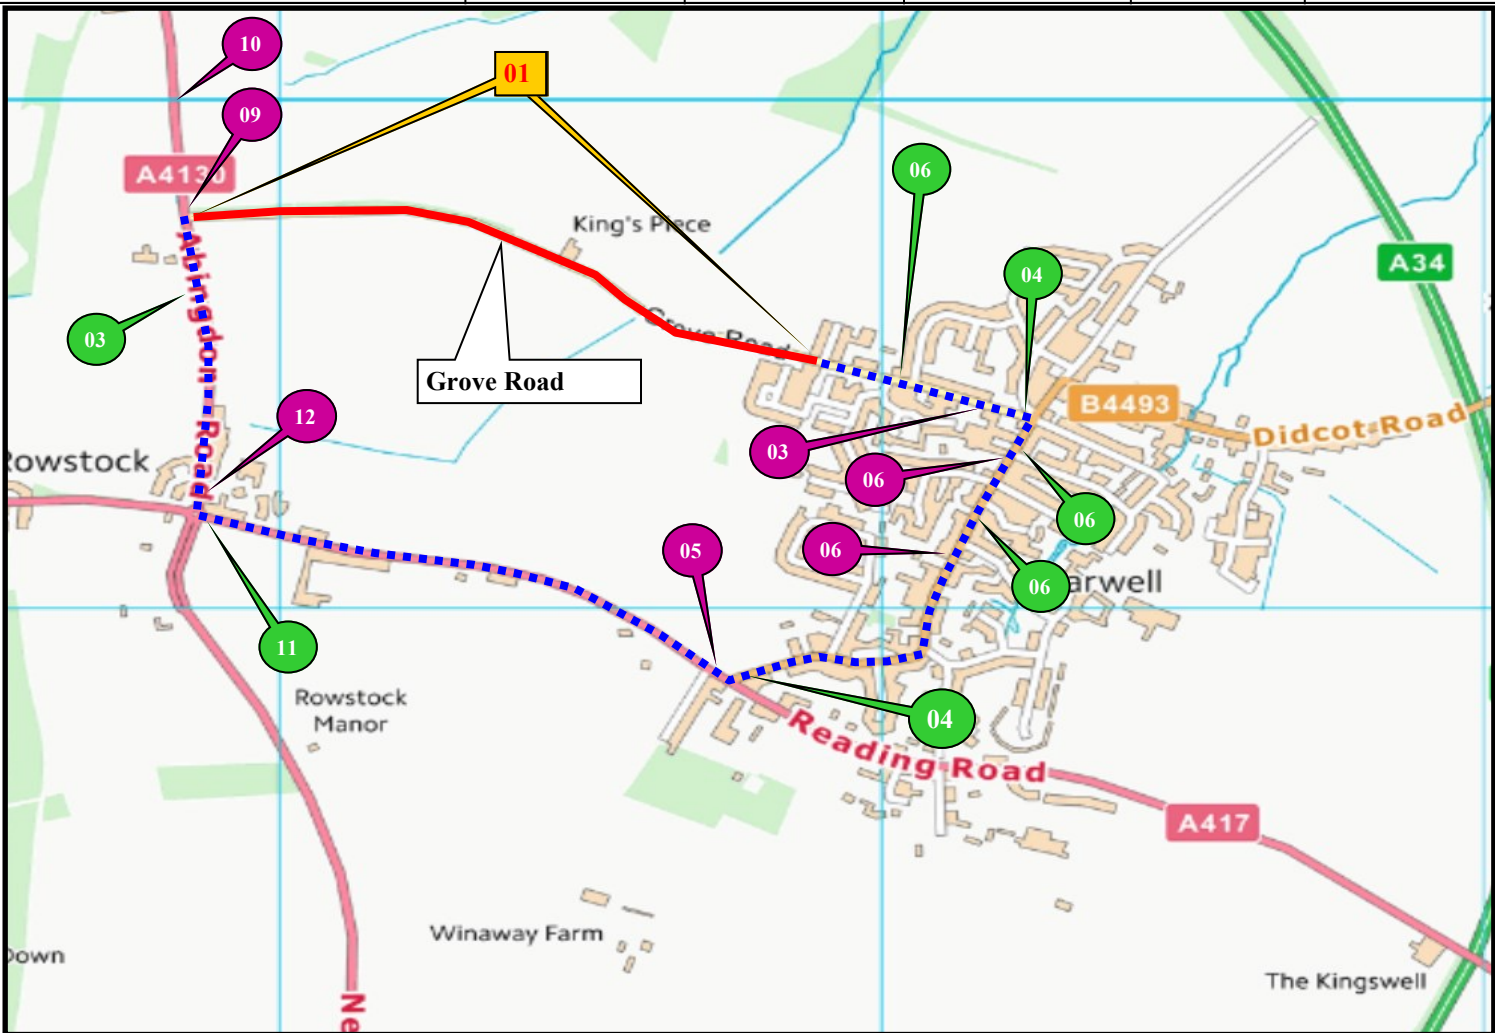 10
01
09
A4130
06
King's Piece
04
A34
03
Abingdon Road
Grove Road
Grove Road
B4493
Didcot Road
12
Rowstock
03
06
06
05
06
06
arwell
11
Rowstock
Manor
04
Reading Road
A417
Winaway Farm
Down
The Kingswell
Ne